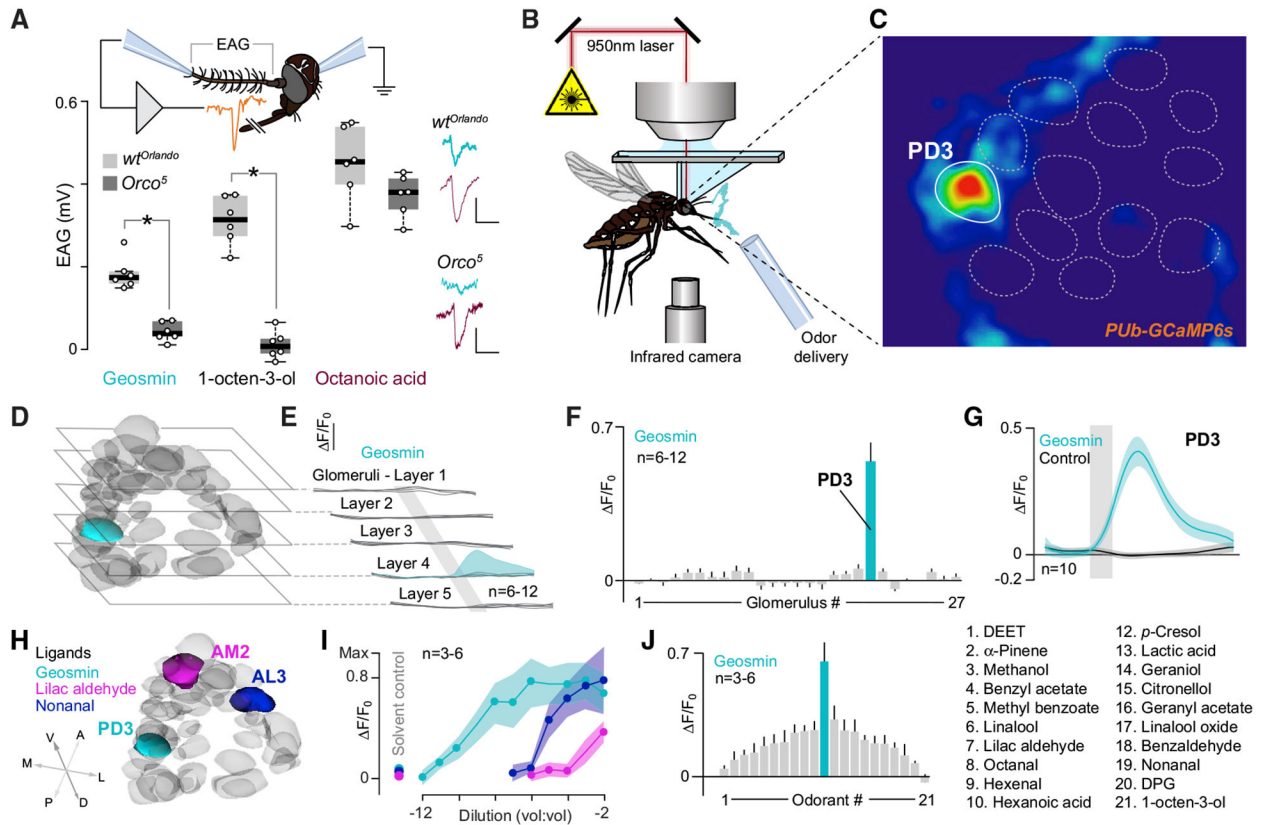 A
EAG
0.6
wtOrlando
Orco5
EAG (mV)
0
*
*
Geosmin
1-octen-3-ol
Octanoic acid
wtOrlando
Orco5
B
950nm laser
Infrared camera
Odor
delivery
C
PD3
PUb-GCaMP6s
D
E
ΔF/F0
Geosmin
Glomeruli - Layer 1
Layer 2
Layer 3
Layer 4
n=6-12
Layer 5
F
0.7
Geosmin
n=6-12
PD3
ΔF/F0
0
1
Glomerulus #
27
G
0.5
Geosmin
Control
PD3
ΔF/F0
0
-0.2
n=10
H
Ligands
Geosmin
Lilac aldehyde
Nonanal
AM2
AL3
PD3
V
A
M
L
P
D
I
Max
0.8
n=3-6
ΔF/F0
Solvent control
0
-12
Dilution (vol:vol)
-2
J
0.7
Geosmin
n=3-6
ΔF/F0
0
1
Odorant #
21
1. DEET
2. α-Pinene
3. Methanol
4. Benzyl acetate
5. Methyl benzoate
6. Linalool
7. Lilac aldehyde
8. Octanal
9. Hexenal
10. Hexanoic acid
12. p-Cresol
13. Lactic acid
14. Geraniol
15. Citronellol
16. Geranyl acetate
17. Linalool oxide
18. Benzaldehyde
19. Nonanal
20. DPG
21. 1-octen-3-ol